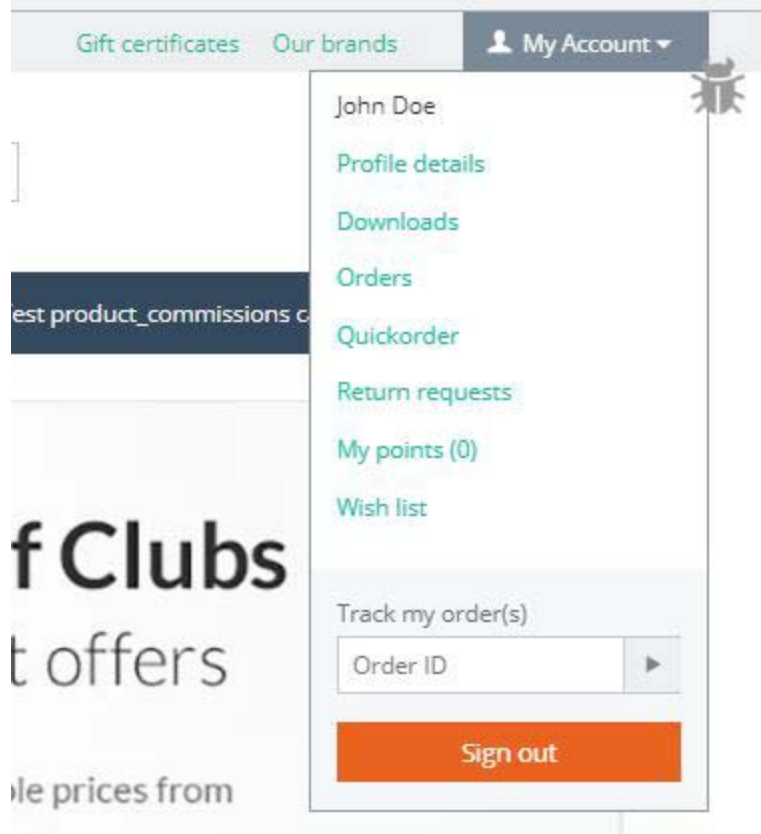 Gift certificates Our brands My Account
John Doe
Profile details
Downloads
Orders
est product_commissions
Quickorder
Return requests
My points (0)
Wish list
f Clubs
Track my order(s)
t offers
Order ID
Sign out
le prices from